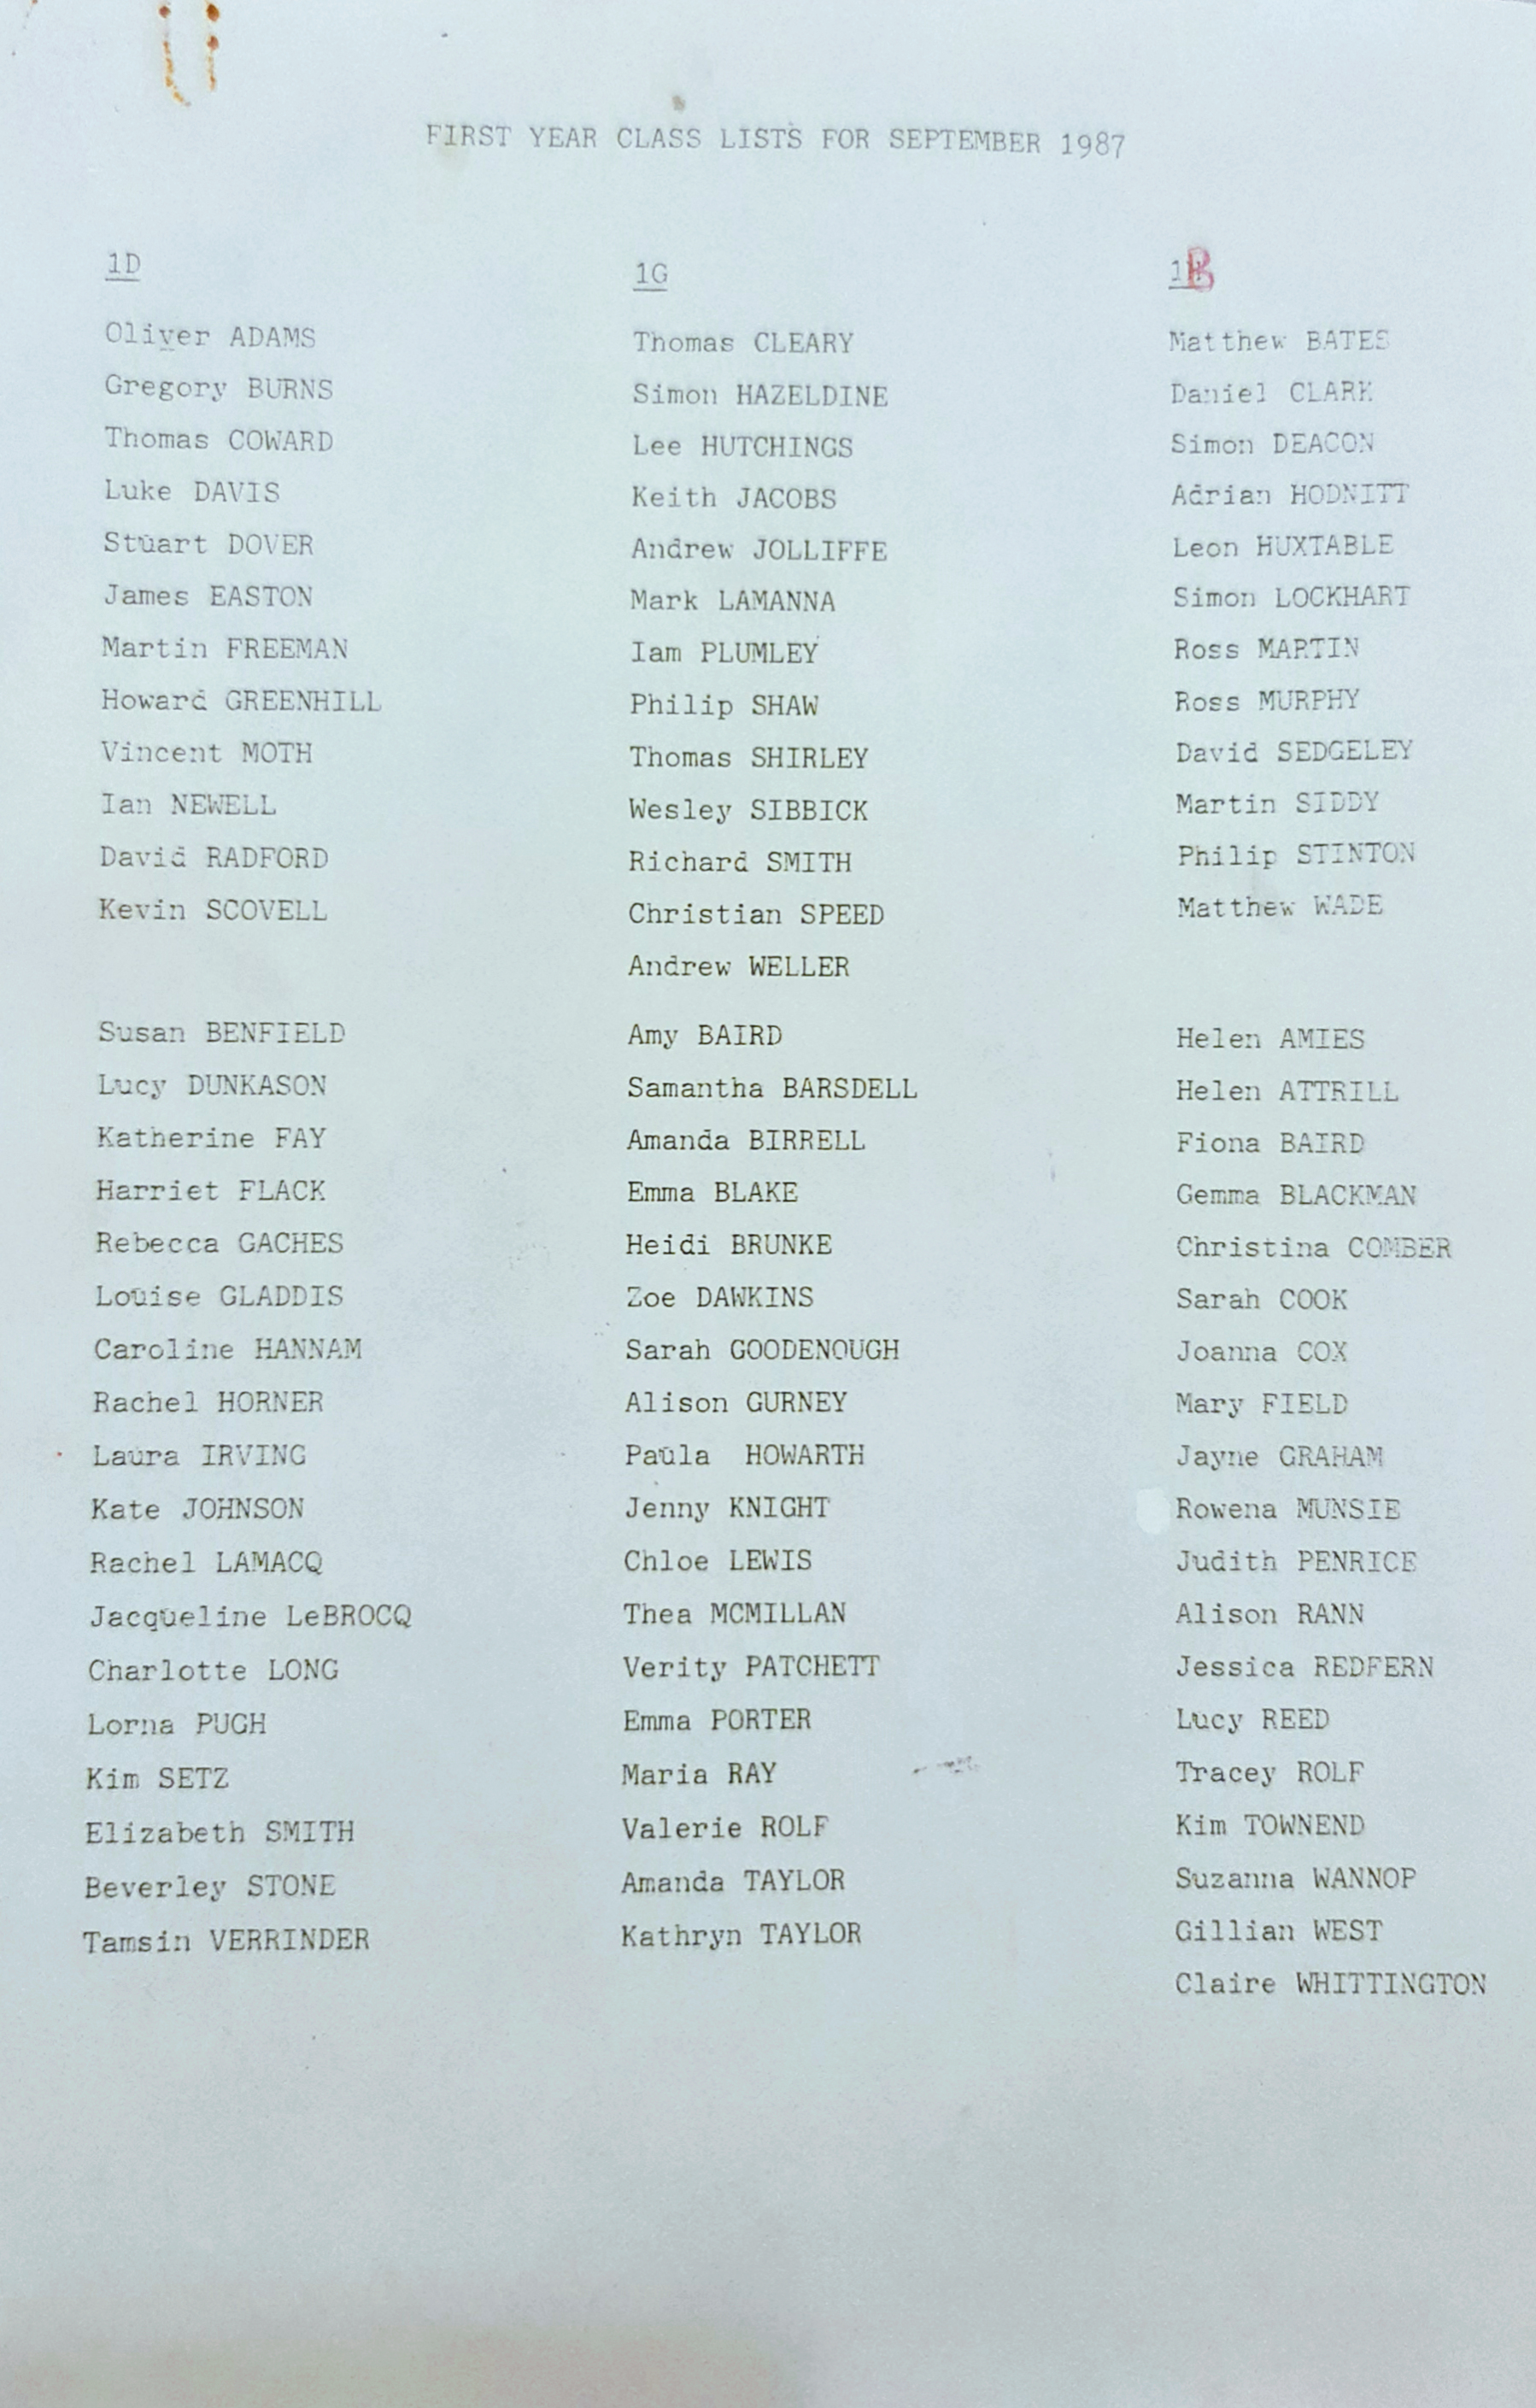 FIRST YEAR CLASS LISTS FOR SEPTEMBER 1987
1D
Oliver ADAMS
Gregory BURNS
Thomas COWARD
Luke DAVIS
Stuart DOVER
James EASTON
Martin FREEMAN
Howard GREENHILL
Vincent MOTH
Ian NEWELL
David RADFORD
Kevin SCOVELL
Susan BENFIELD
Lucy DUNKASON
Katherine FAY
Harriet FLACK
Rebecca GACHES
Louise GLADDIS
Caroline HANNAM
Rachel HORNER
Laura IRVING
Kate JOHNSON
Rachel LAMACQ
Jacqueline LeBROCQ
Charlotte LONG
Lorna PUGH
Kim SETZ
Elizabeth SMITH
Beverley STONE
Tamsin VERRINDER
1G
Thomas CLEARY
Simon HAZELDINE
Lee HUTCHINGS
Keith JACOBS
Andrew JOLLIFFE
Mark LAMANNA
Iam PLUMLEY
Philip SHAW
Thomas SHIRLEY
Wesley SIBBICK
Richard SMITH
Christian SPEED
Andrew WELLER
Amy BAIRD
Samantha BARSDELL
Amanda BIRRELL
Emma BLAKE
Heidi BRUNKE
Zoe DAWKINS
Sarah GOODENOUGH
Alison GURNEY
Paula HOWARTH
Jenny KNIGHT
Chloe LEWIS
Thea MCMILLAN
Verity PATCHETT
Emma PORTER
Maria RAY
Valerie ROLF
Amanda TAYLOR
Kathryn TAYLOR
1B
Matthew BATES
Daniel CLARK
Simon DEACON
Adrian HODNITT
Leon HUXTABLE
Simon LOCKHART
Ross MARTIN
Ross MURPHY
David SEDGELEY
Martin SIDDY
Philip STINTON
Matthew WADE
Helen AMIES
Helen ATTRILL
Fiona BAIRD
Gemma BLACKMAN
Christina COMBER
Sarah COOK
Joanna COX
Mary FIELD
Jayne GRAHAM
Rowena MUNSIE
Judith PENRICE
Alison RANN
Jessica REDFERN
Lucy REED
Tracey ROLF
Kim TOWNEND
Suzanna WANNOP
Gillian WEST
Claire WHITTINGTON